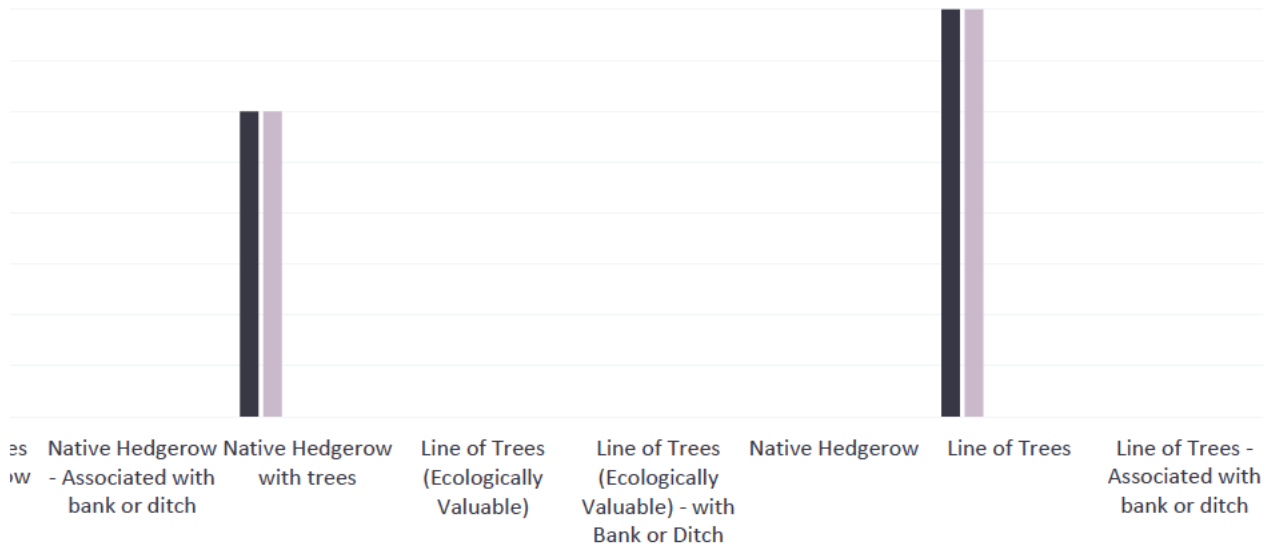 es
ow
Native Hedgerow
- Associated with
bank or ditch
Native Hedgerow
with trees
Line of Trees
(Ecologically
Valuable)
Line of Trees
(Ecologically
Valuable) - with
Bank or Ditch
Native Hedgerow
Line of Trees
Line of Trees -
Associated with
bank or ditch